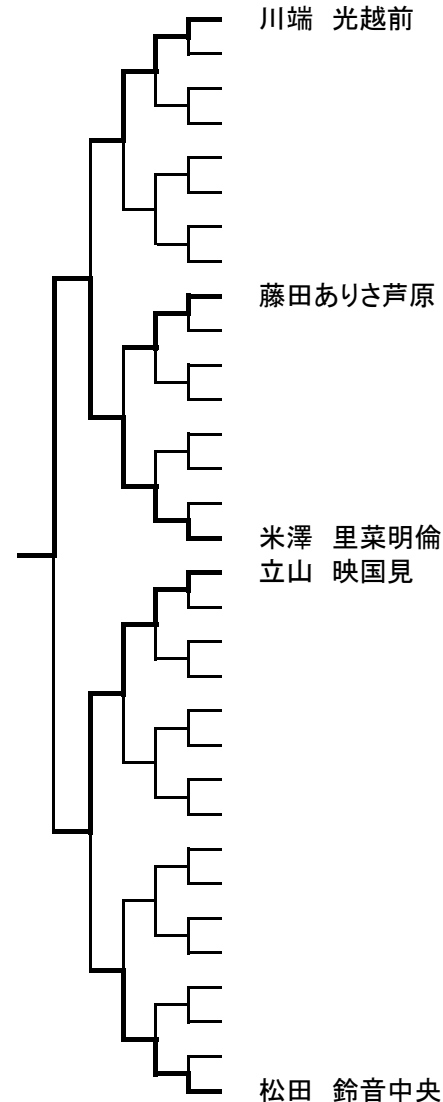 川端　光越前
藤田ありさ芦原
米澤　里菜明倫
立山　映国見
松田　鈴音中央